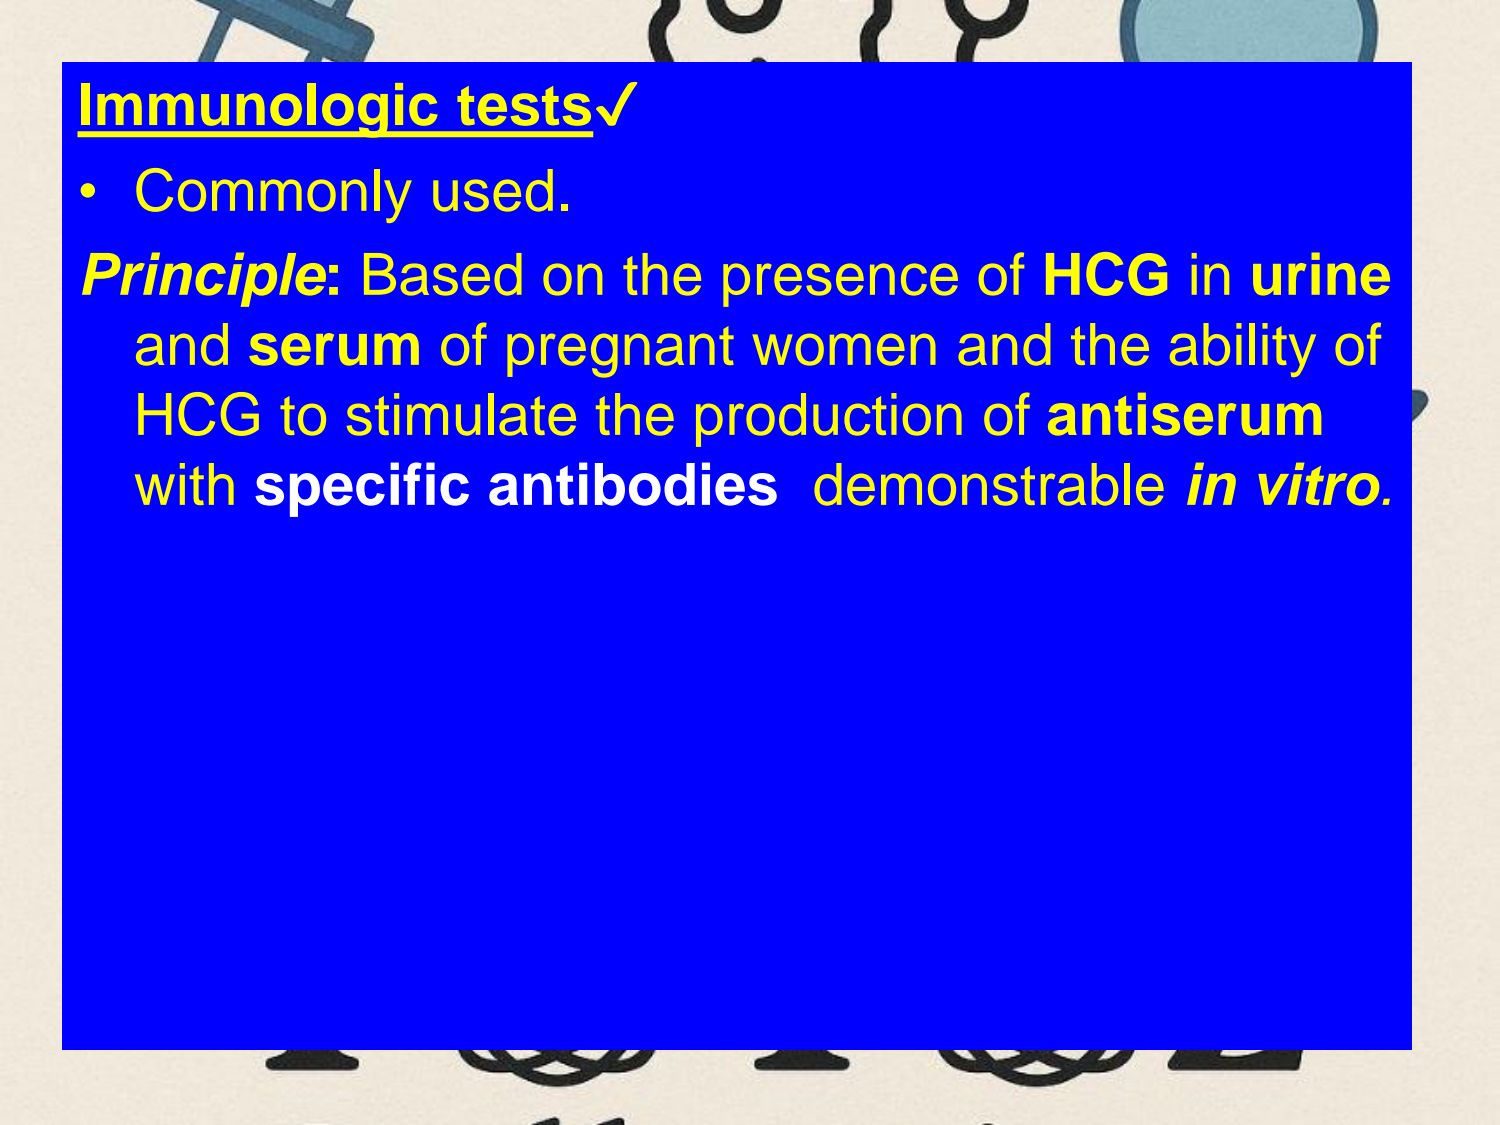 Immunologic tests✓
• Commonly used.
Principle: Based on the presence of HCG in urine
and serum of pregnant women and the ability of
HCG to stimulate the production of antiserum
with specific antibodies demonstrable in vitro.